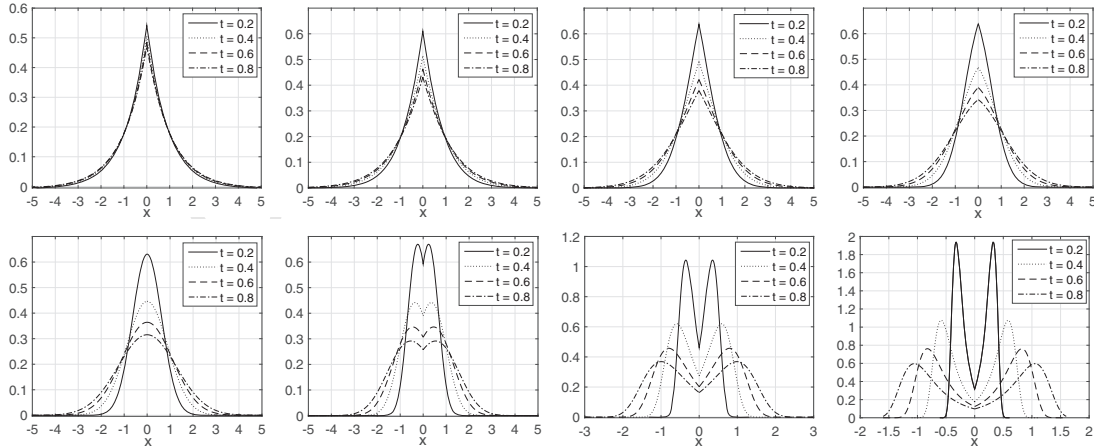 0.6
0.5
0.4
0.3
0.2
0.1
0
-5 -4 -3 -2 -1 0 1 2 3 4 5
x
t = 0.2
t = 0.4
t = 0.6
t = 0.8
0.6
0.5
0.4
0.3
0.2
0.1
0
-5 -4 -3 -2 -1 0 1 2 3 4 5
x
t = 0.2
t = 0.4
t = 0.6
t = 0.8
0.6
0.5
0.4
0.3
0.2
0.1
0
-5 -4 -3 -2 -1 0 1 2 3 4 5
x
t = 0.2
t = 0.4
t = 0.6
t = 0.8
0.6
0.5
0.4
0.3
0.2
0.1
0
-5 -4 -3 -2 -1 0 1 2 3 4 5
x
t = 0.2
t = 0.4
t = 0.6
t = 0.8
0.6
0.5
0.4
0.3
0.2
0.1
0
-5 -4 -3 -2 -1 0 1 2 3 4 5
x
t = 0.2
t = 0.4
t = 0.6
t = 0.8
0.6
0.5
0.4
0.3
0.2
0.1
0
-5 -4 -3 -2 -1 0 1 2 3 4 5
x
t = 0.2
t = 0.4
t = 0.6
t = 0.8
1.2
1
0.8
0.6
0.4
0.2
0
-3 -2 -1 0 1 2 3
x
t = 0.2
t = 0.4
t = 0.6
t = 0.8
2
1.8
1.6
1.4
1.2
1
0.8
0.6
0.4
0.2
0
-2 -1.5 -1 -0.5 0 0.5 1 1.5 2
x
t = 0.2
t = 0.4
t = 0.6
t = 0.8